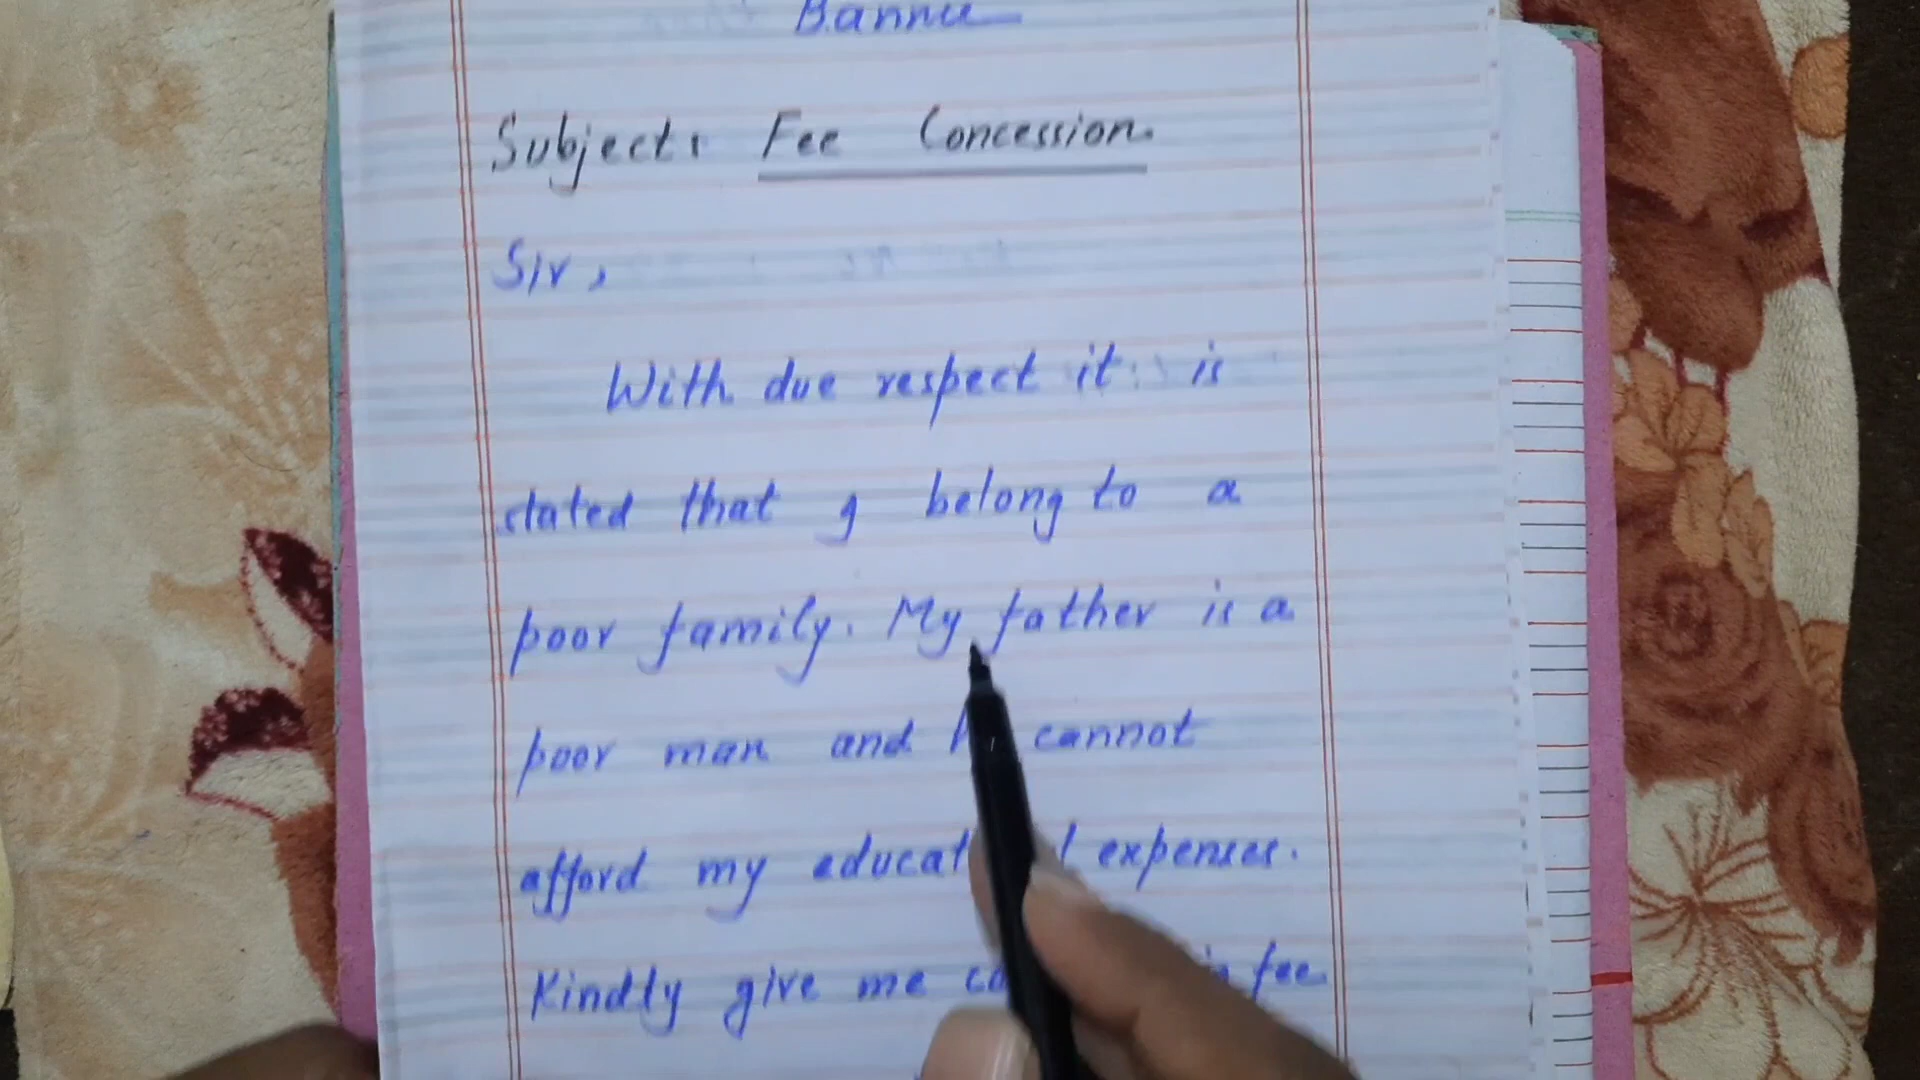 Bannu
Subject: Fee Concession.
Sir,
With due respect it is
stated that I belong to a
poor family. My father is a
poor man and cannot
afford my expenses.
Kindly give me fee